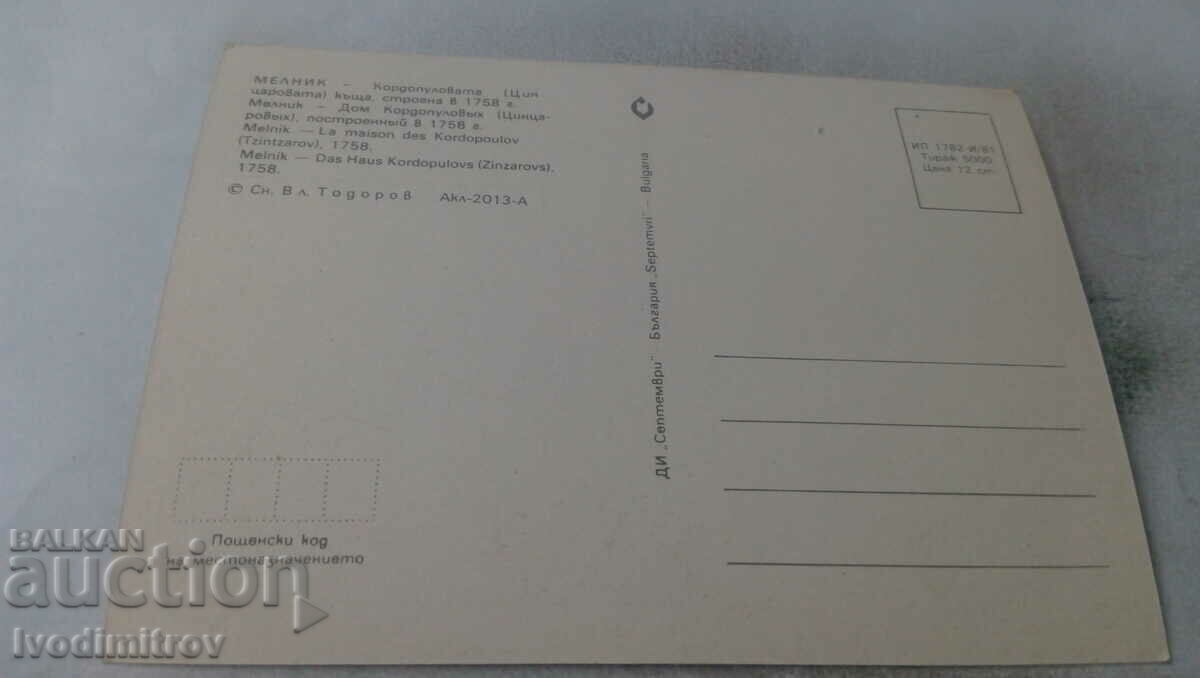 МЕЛНИК – Кордопуловата (Цин-
царовата) къща, строена в 1758 г.
Мелник – Дом Кордопуловых (Цинца-
ровых), построенный в 1758 г.
Melnik — La maison des Kordopoulov
(Tzintzarov), 1758.
Melnik — Das Haus Kordopulovs (Zinzarovs),
1758.
© Сн. Вл. Тодоров Акл-2013-А
ДИ „Септември" България „Septemvri" – Bulgaria
ИП 1782-И/81
Тираж 5000
Цена 12 ст.
Пощенски код
на местоназначението
BALKAN
auction
Ivodimitrov